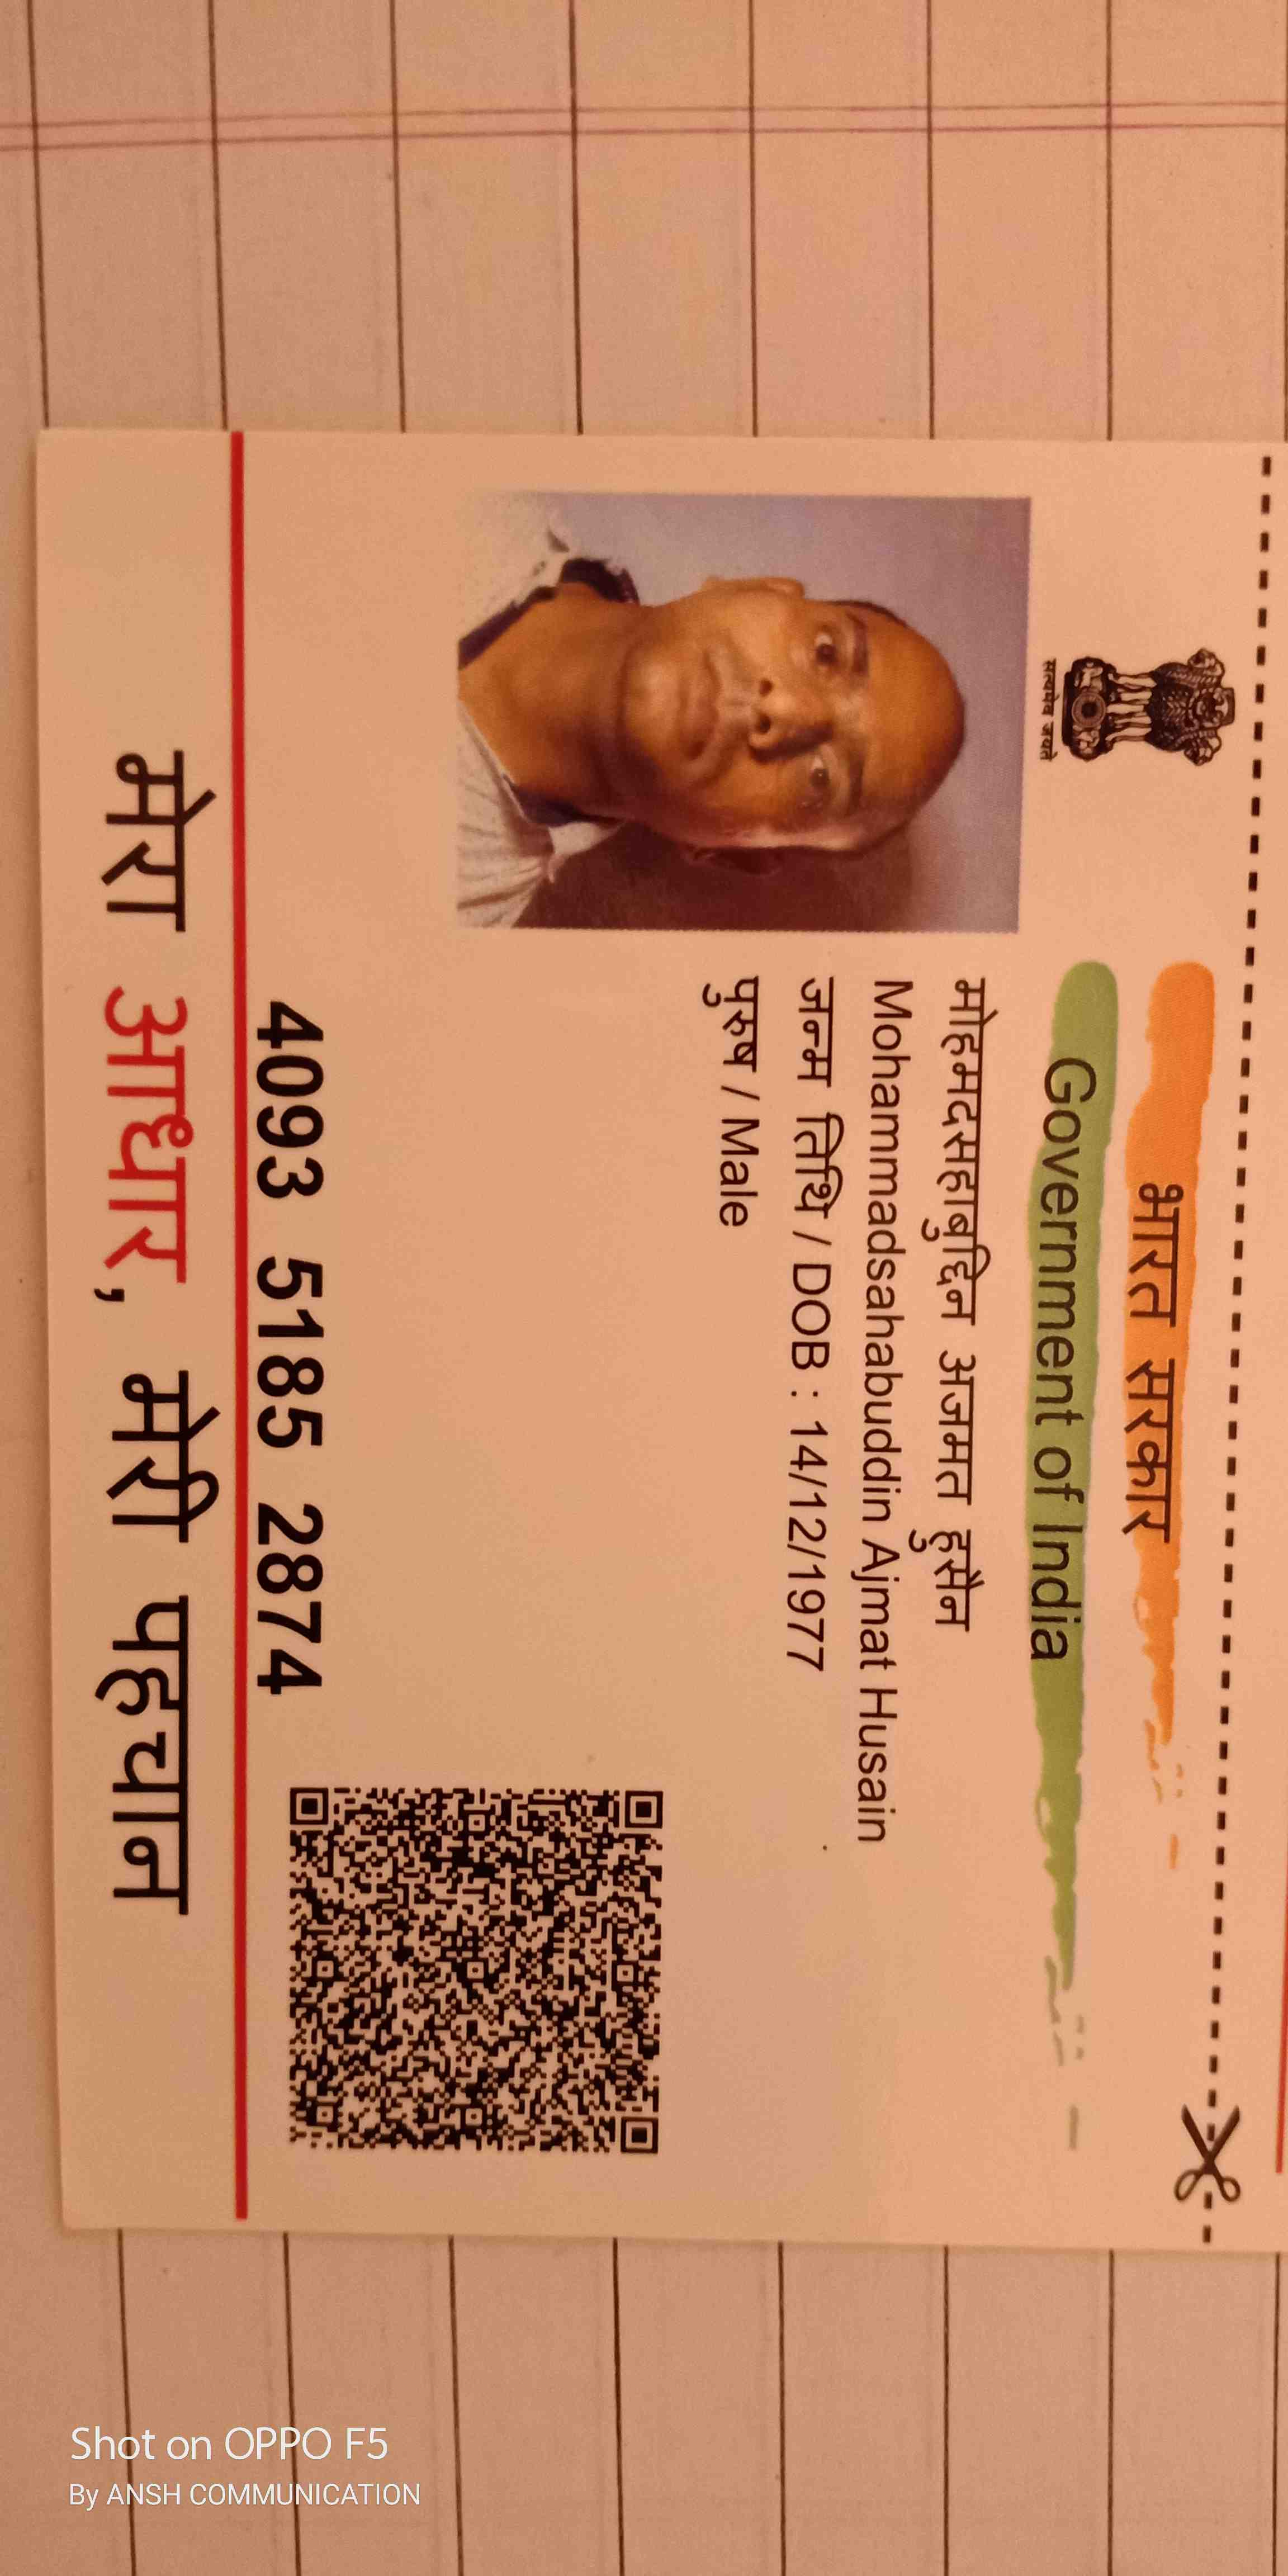 भारत सरकार
Government of India
सत्यमेव जयते
मोहमदसहाबुद्दिन अजमत हुसैन
Mohammadsahabuddin Ajmat Husain
जन्म तिथि / DOB : 14/12/1977
पुरुष / Male
4093 5185 2874
मेरा आधार, मेरी पहचान
Shot on OPPO F5
By ANSH COMMUNICATION